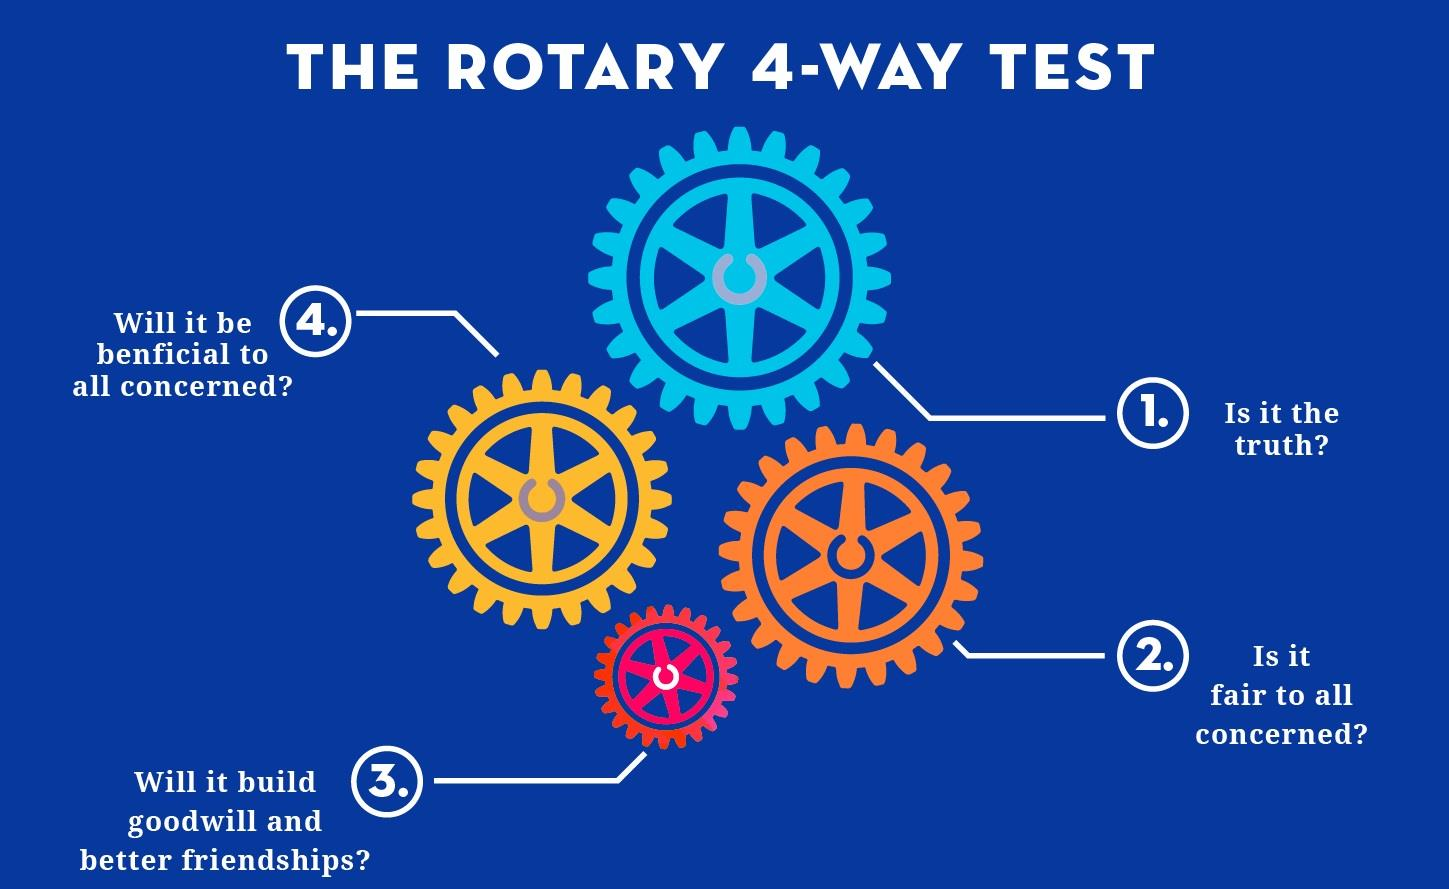 THE ROTARY 4-WAY TEST
1.
Is it the
truth?
2.
Is it
fair to all
concerned?
3.
Will it build
goodwill and
better friendships?
4.
Will it be
benficial to
all concerned?